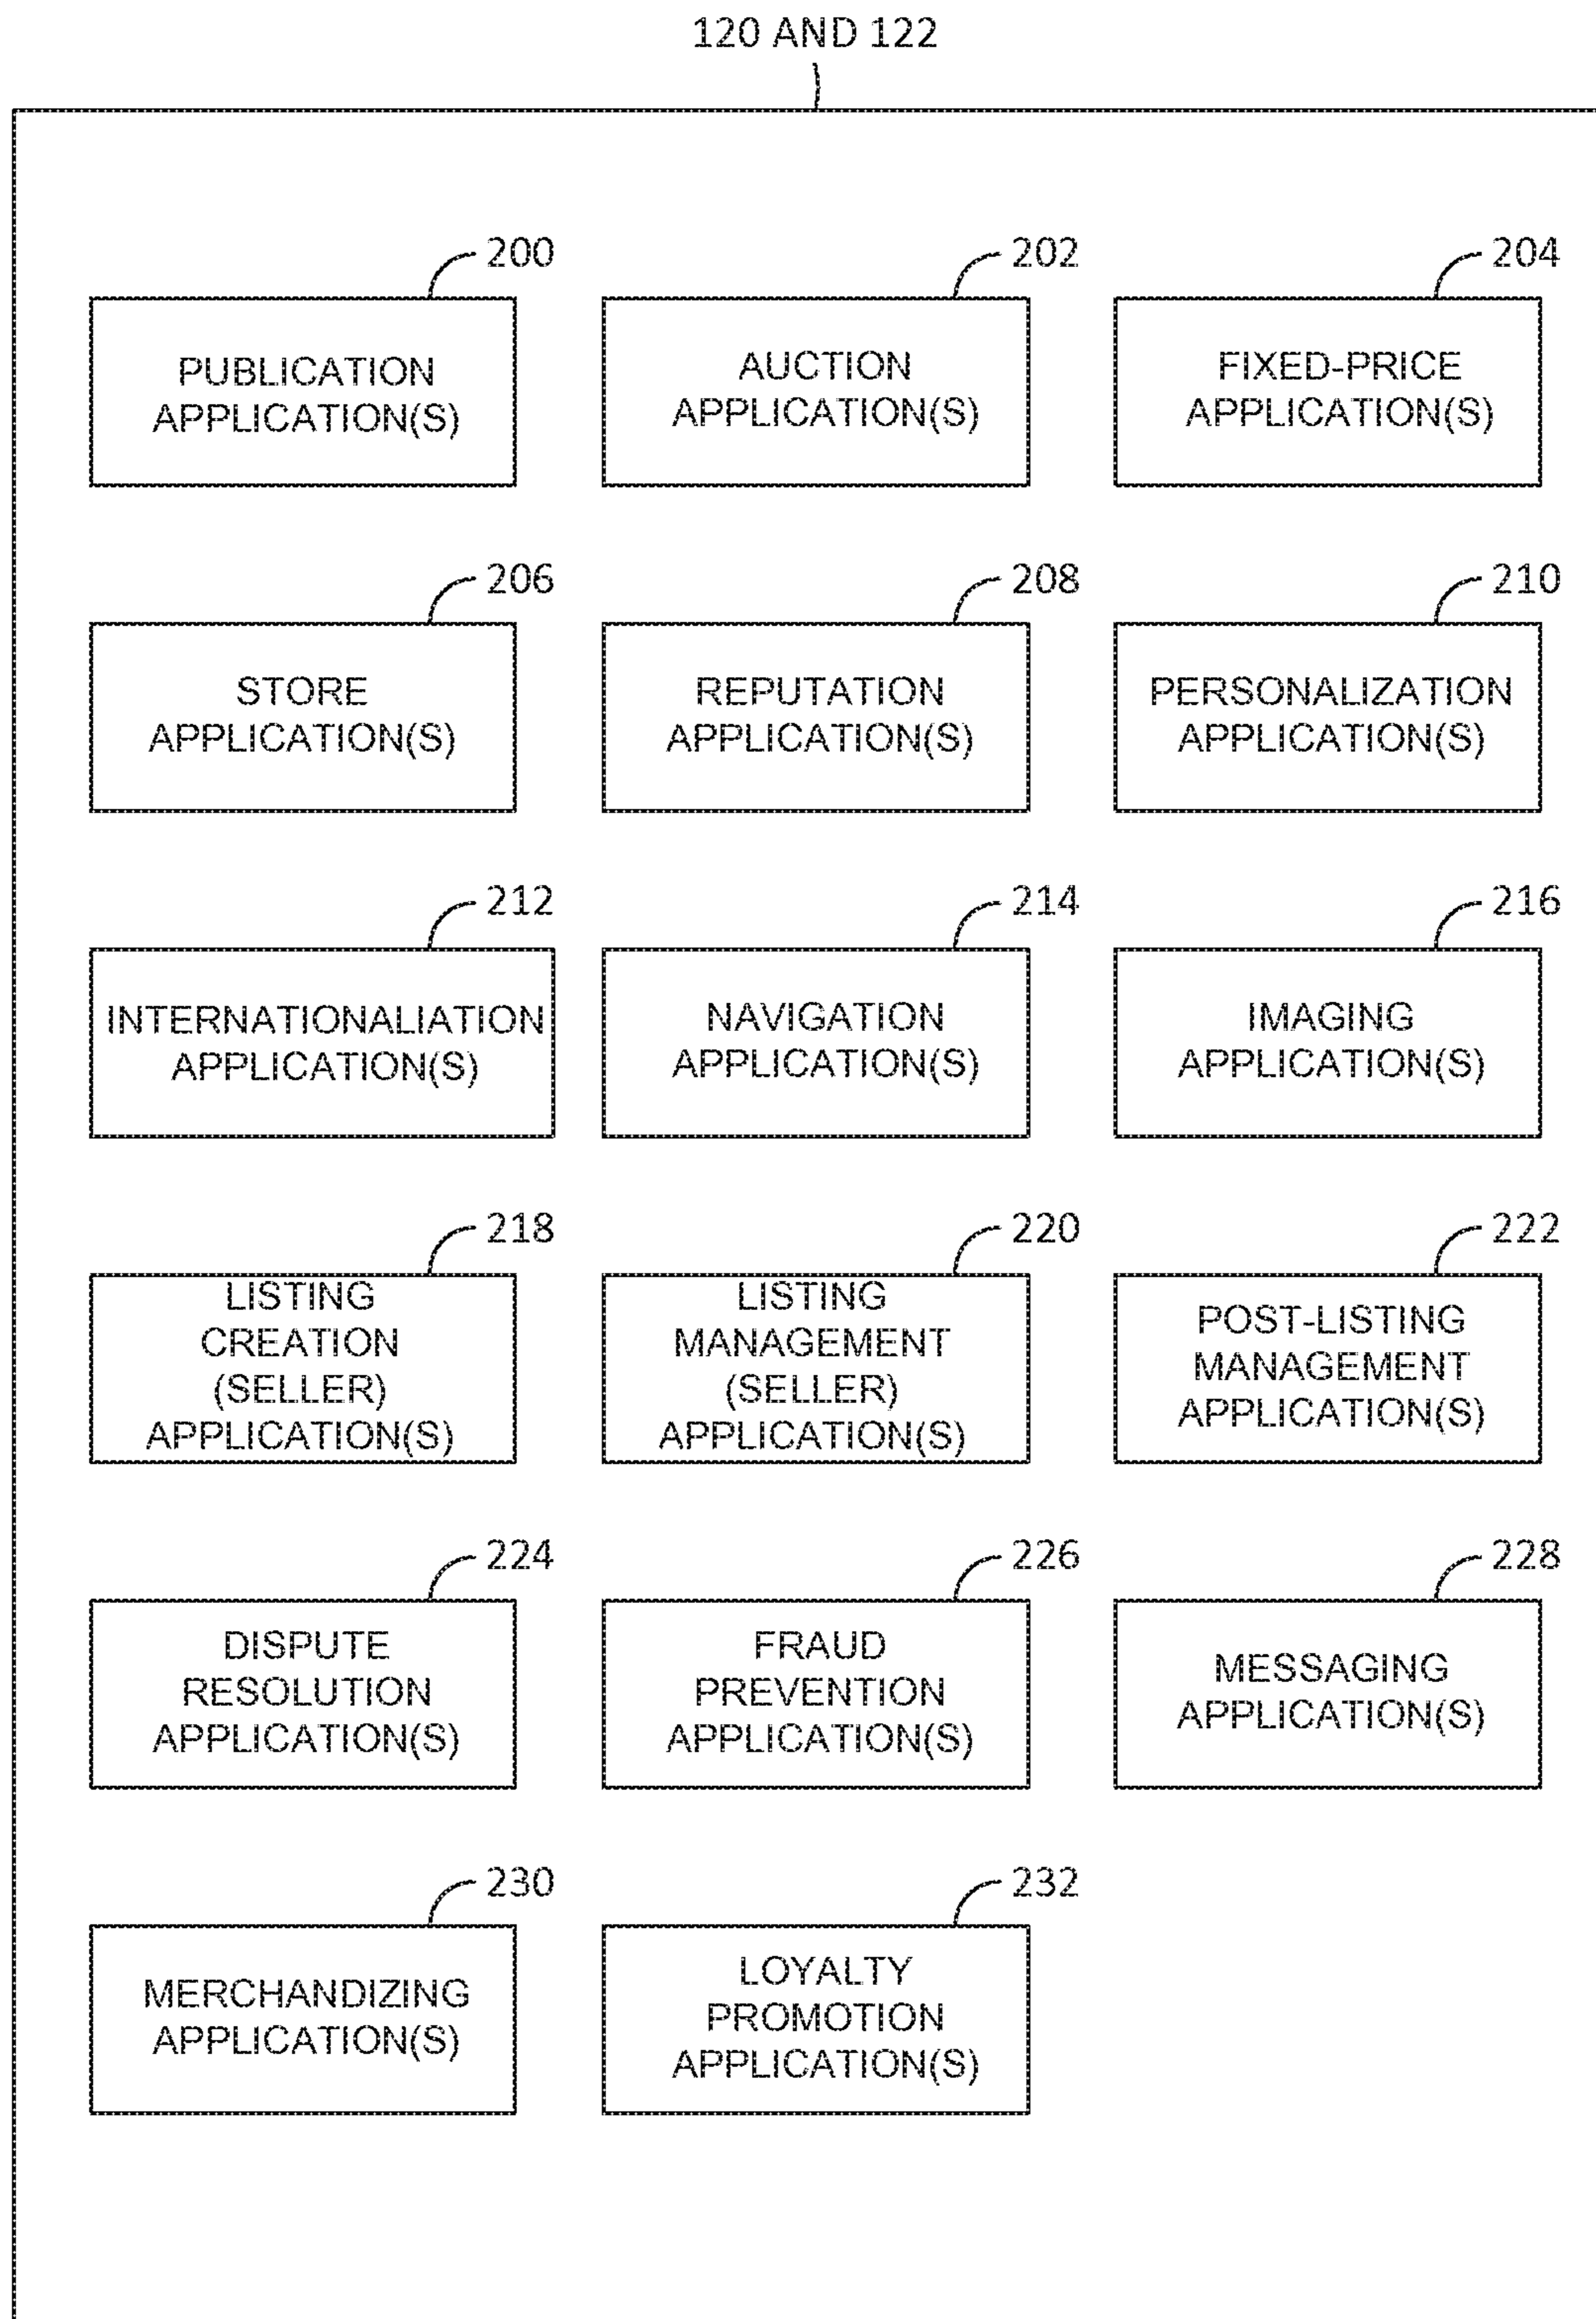 120 AND 122
200
PUBLICATION
APPLICATION(S)
202
AUCTION
APPLICATION(S)
204
FIXED-PRICE
APPLICATION(S)
206
STORE
APPLICATION(S)
208
REPUTATION
APPLICATION(S)
210
PERSONALIZATION
APPLICATION(S)
212
INTERNATIONALIATION
APPLICATION(S)
214
NAVIGATION
APPLICATION(S)
216
IMAGING
APPLICATION(S)
218
LISTING
CREATION
(SELLER)
APPLICATION(S)
220
LISTING
MANAGEMENT
(SELLER)
APPLICATION(S)
222
POST-LISTING
MANAGEMENT
APPLICATION(S)
224
DISPUTE
RESOLUTION
APPLICATION(S)
226
FRAUD
PREVENTION
APPLICATION(S)
228
MESSAGING
APPLICATION(S)
230
MERCHANDIZING
APPLICATION(S)
232
LOYALTY
PROMOTION
APPLICATION(S)